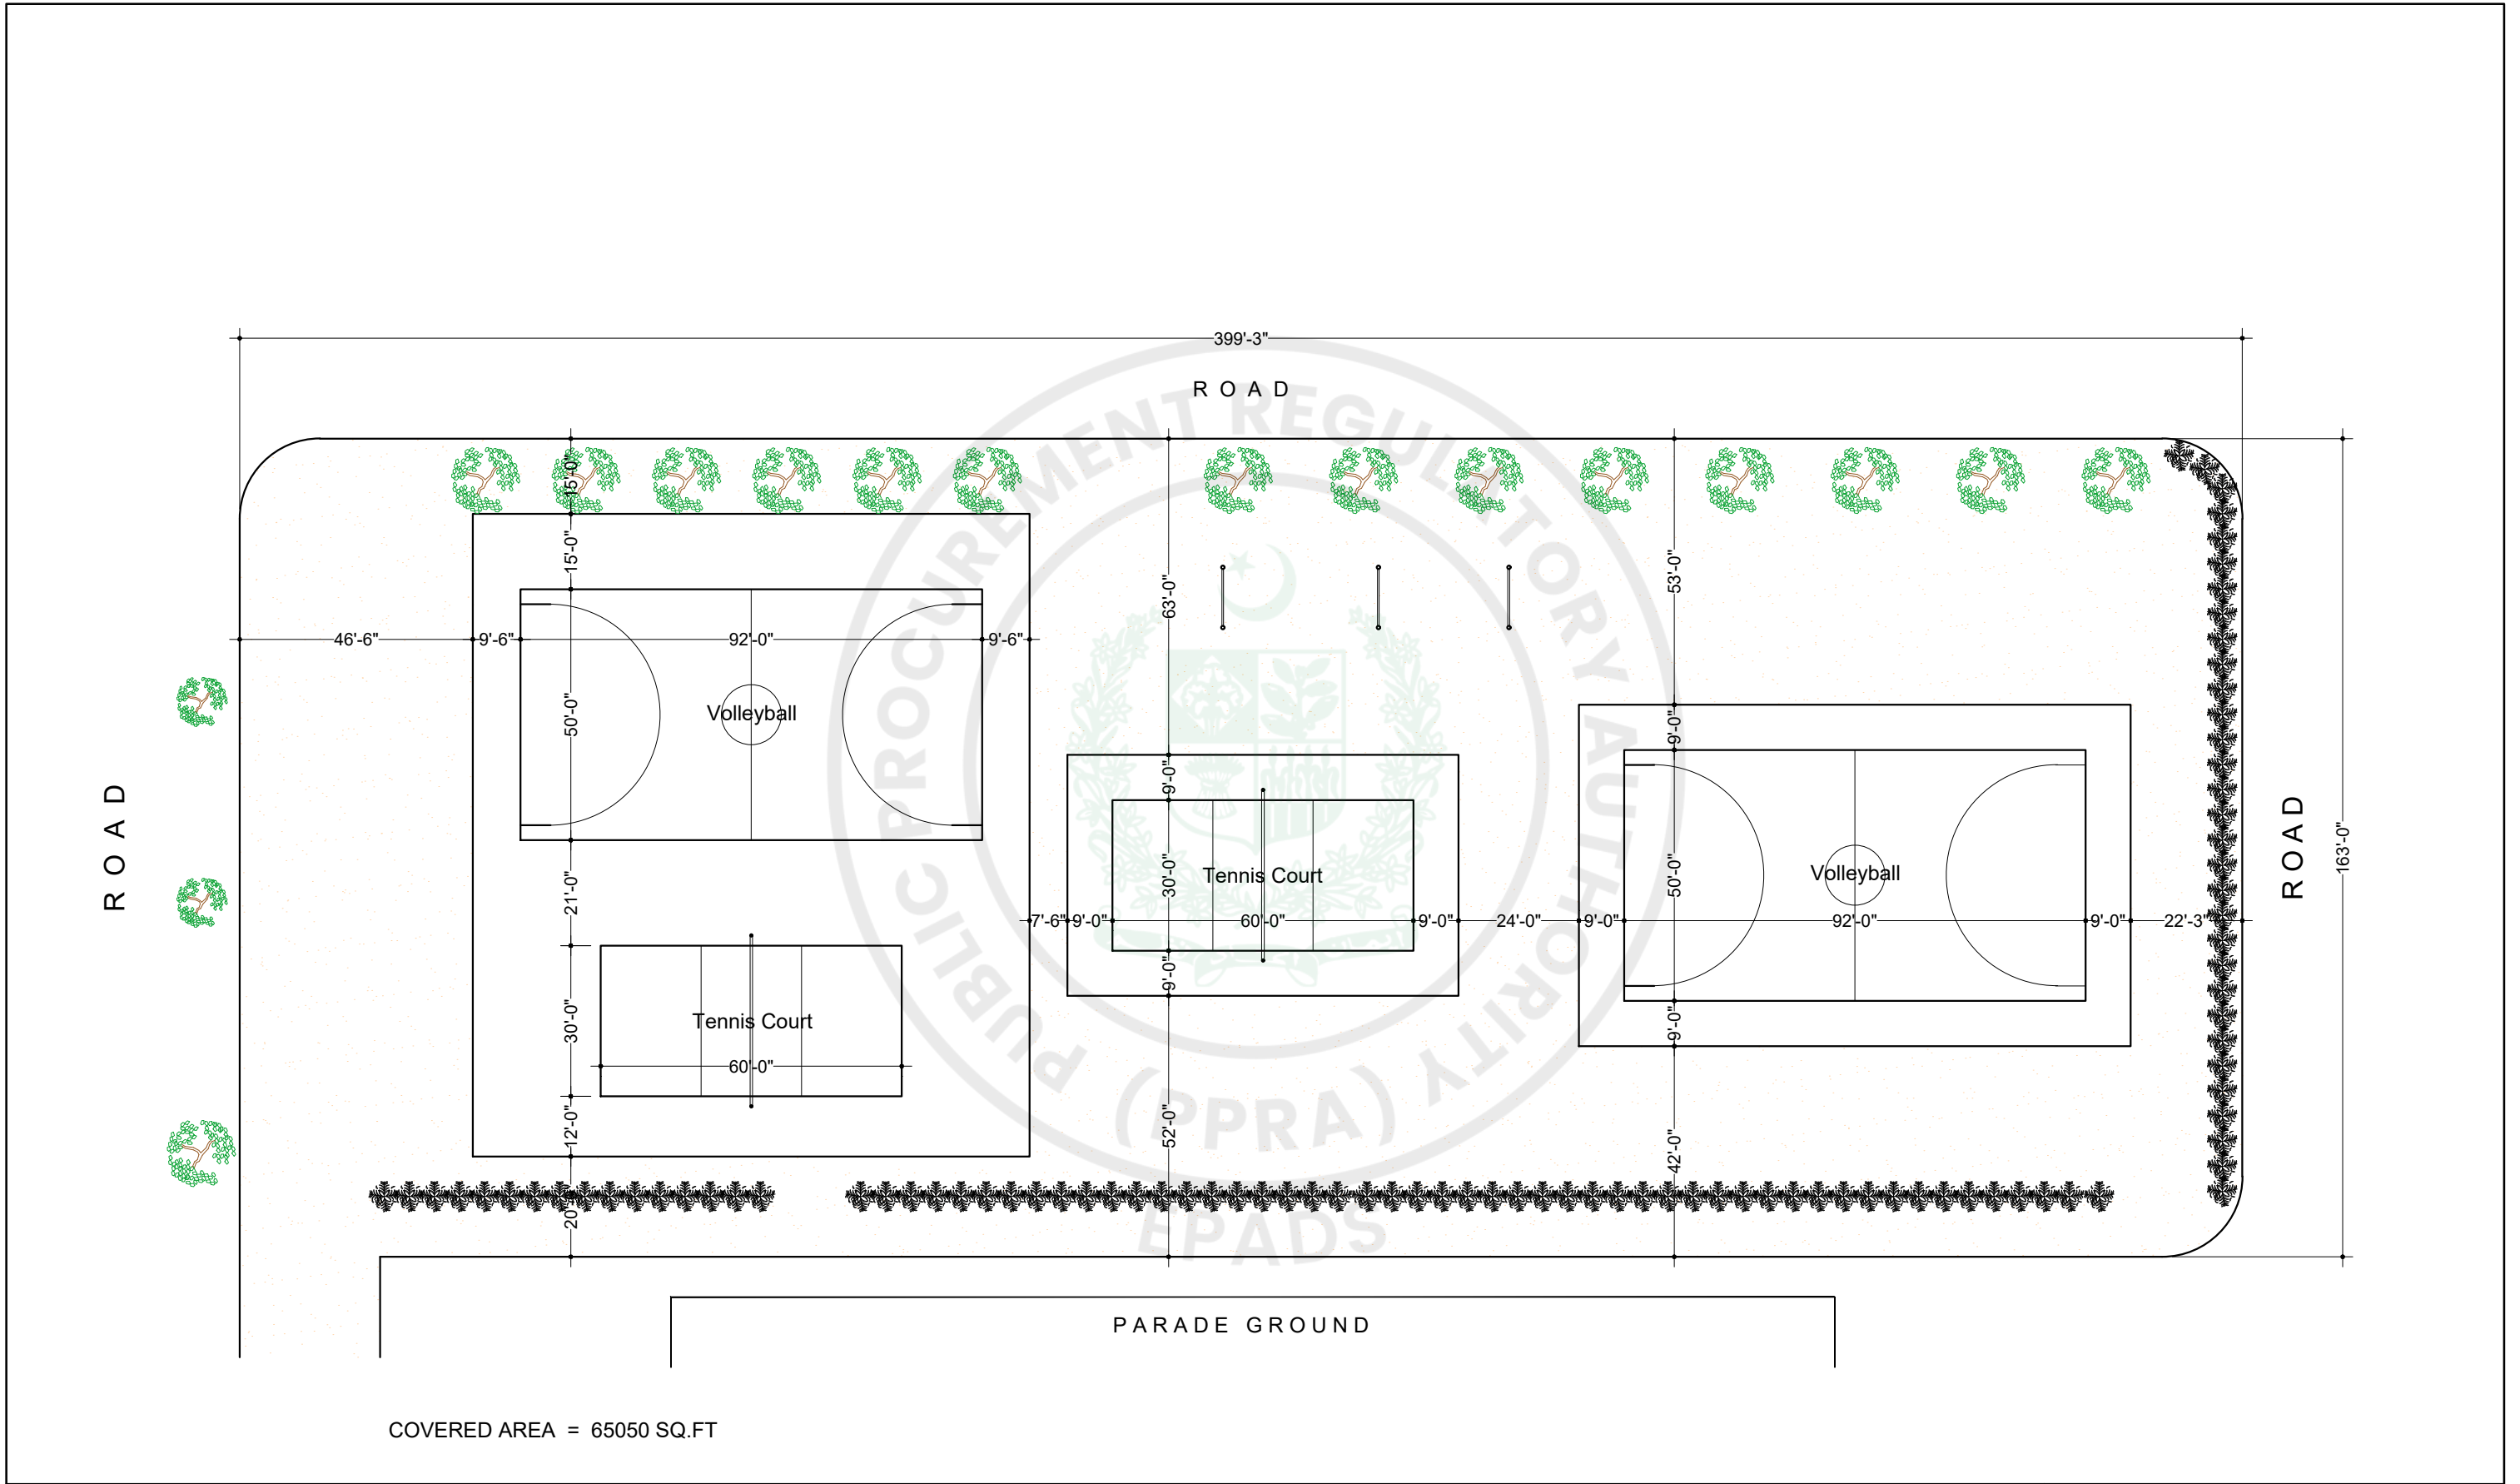 399'-3"
ROAD
15'-0"
15'-0"
63'-0"
53'-0"
46'-6"
9'-6"
92'-0"
9'-6"
50'-0"
Volleyball
9'-0"
9'-0"
ROAD
21'-0"
30'-0"
Tennis Court
50'-0"
Volleyball
ROAD
163'-0"
7'-6"
9'-0"
60'-0"
9'-0"
24'-0"
9'-0"
92'-0"
9'-0"
22'-3"
9'-0"
30'-0"
Tennis Court
9'-0"
60'-0"
12'-0"
52'-0"
42'-0"
PUBLIC PROCUREMENT REGULATORY AUTHORITY
(PPRA)
EPADS
PARADE GROUND
COVERED AREA = 65050 SQ.FT